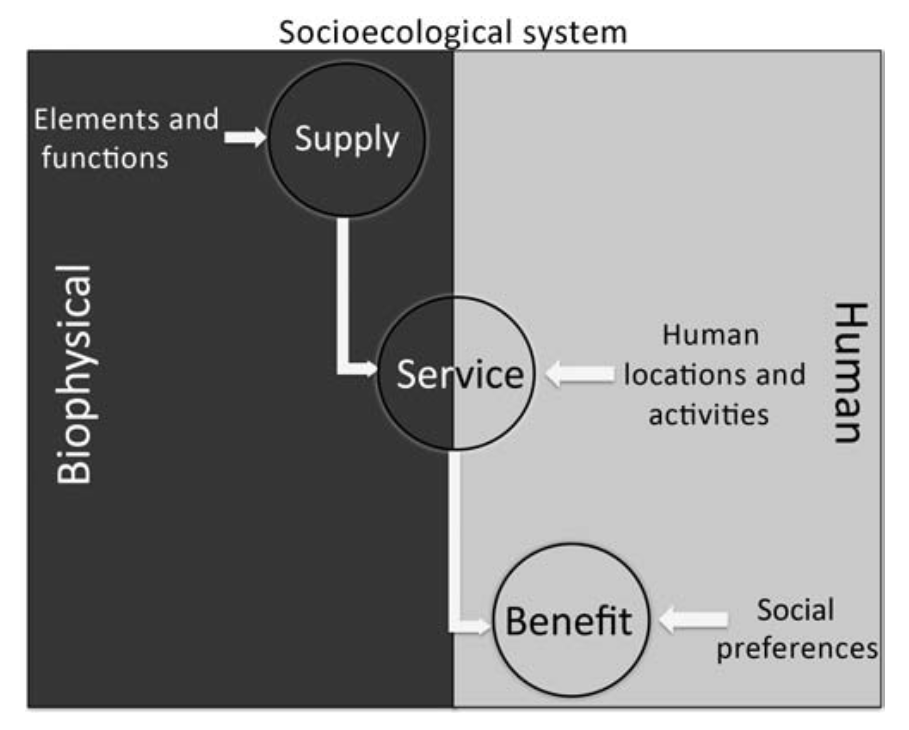 Socioecological system
Elements and
functions
Supply
Biophysical
Service
Human
locations and
activities
Human
Benefit
Social
preferences